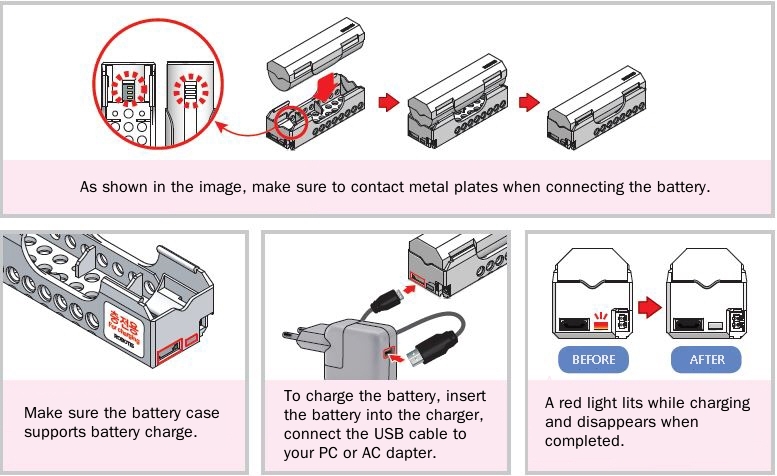 As shown in the image, make sure to contact metal plates when connecting the battery.
충전용
For charging
ROBOTIS
Make sure the battery case
supports battery charge.
To charge the battery, insert
the battery into the charger,
connect the USB cable to
your PC or AC dapter.
BEFORE
AFTER
A red light lits while charging
and disappears when
completed.